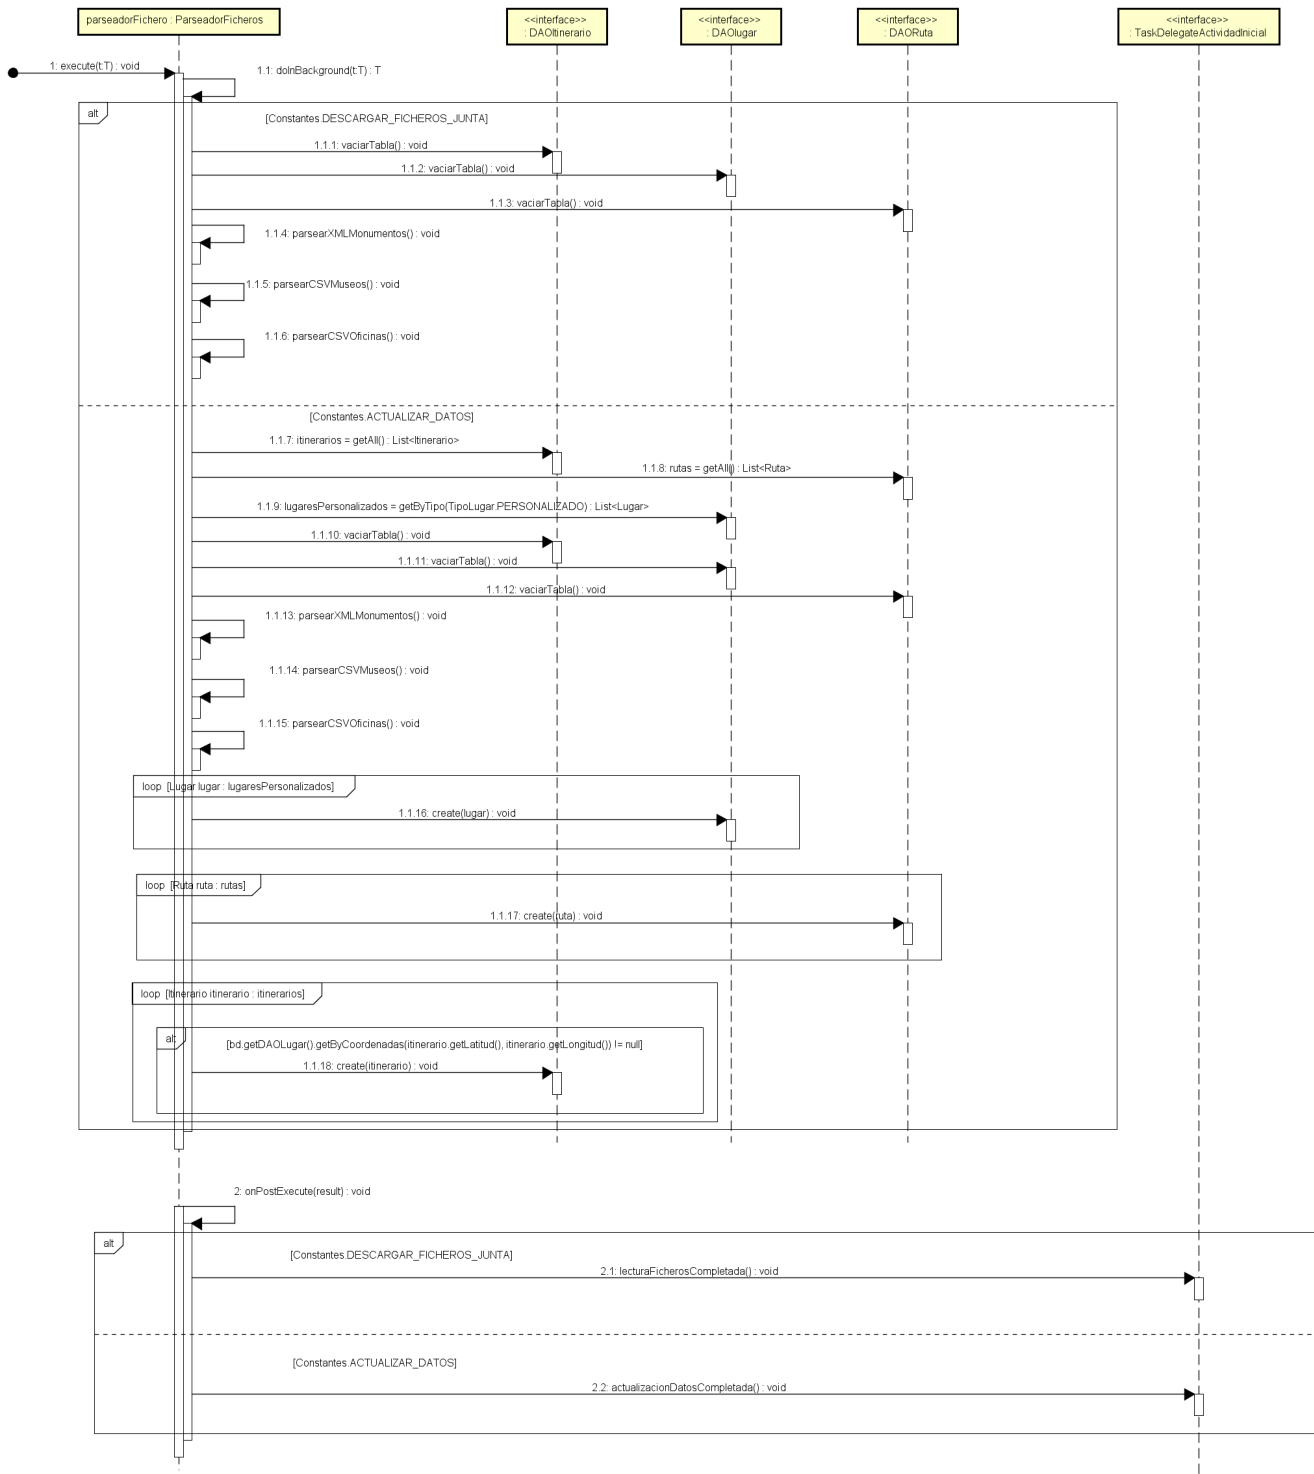 parseadorFichero : ParseadorFicheros
<<interface>>
: DAOItinerario
<<interface>>
: DAOlugar
<<interface>>
: DAORuta
<<interface>>
: TaskDelegateActividadInicial
1: execute(t:T) : void
1.1: doInBackground(t:T) : T
alt
[Constantes.DESCARGAR_FICHEROS_JUNTA]
1.1.1: vaciarTabla() : void
1.1.2: vaciarTabla() : void
1.1.3: vaciarTabla() : void
1.1.4: parsearXMLMonumentos() : void
1.1.5: parsearCSVMuseos() : void
1.1.6: parsearCSVOficinas() : void
[Constantes.ACTUALIZAR_DATOS]
1.1.7: itinerarios = getAll() : List<Itinerario>
1.1.8: rutas = getAll() : List<Ruta>
1.1.9: lugaresPersonalizados = getByTipo(TipoLugar.PERSONALIZADO) : List<Lugar>
1.1.10: vaciarTabla() : void
1.1.11: vaciarTabla() : void
1.1.12: vaciarTabla() : void
1.1.13: parsearXMLMonumentos() : void
1.1.14: parsearCSVMuseos() : void
1.1.15: parsearCSVOficinas() : void
loop [Lugar lugar : lugaresPersonalizados]
1.1.16: create(lugar) : void
loop [Ruta ruta : rutas]
1.1.17: create(ruta) : void
loop [Itinerario itinerario : itinerarios]
alt
[bd.getDAOLugar().getByCoordenadas(itinerario.getLatitud(), itinerario.getLongitud()) != null]
1.1.18: create(itinerario) : void
2: onPostExecute(result) : void
alt
[Constantes.DESCARGAR_FICHEROS_JUNTA]
2.1: lecturaFicherosCompletada() : void
[Constantes.ACTUALIZAR_DATOS]
2.2: actualizacionDatosCompletada() : void